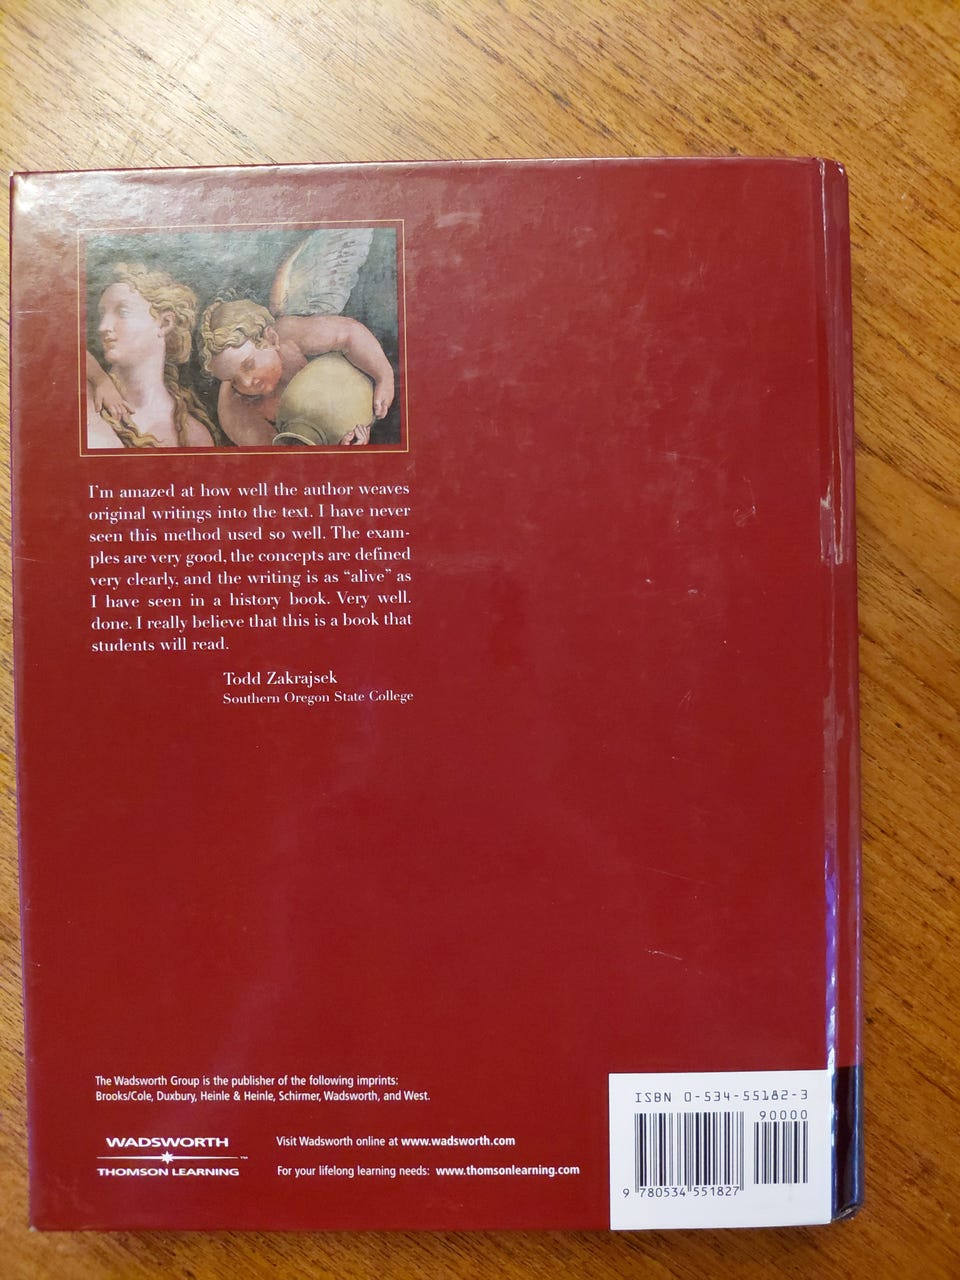 I'm amazed at how well the author weaves
original writings into the text. I have never
seen this method used so well. The exam-
ples are very good, the concepts are defined
very clearly, and the writing is as “alive” as
I have seen in a history book. Very well.
done. I really believe that this is a book that
students will read.
Todd Zakrajsek
Southern Oregon State College
The Wadsworth Group is the publisher of the following imprints:
Brooks/Cole, Duxbury, Heinle & Heinle, Schirmer, Wadsworth, and West.
WADSWORTH
™
THOMSON LEARNING
Visit Wadsworth online at www.wadsworth.com
For your lifelong learning needs: www.thomsonlearning.com
ISBN 0-534-55182-3
90000
9 780534 551827